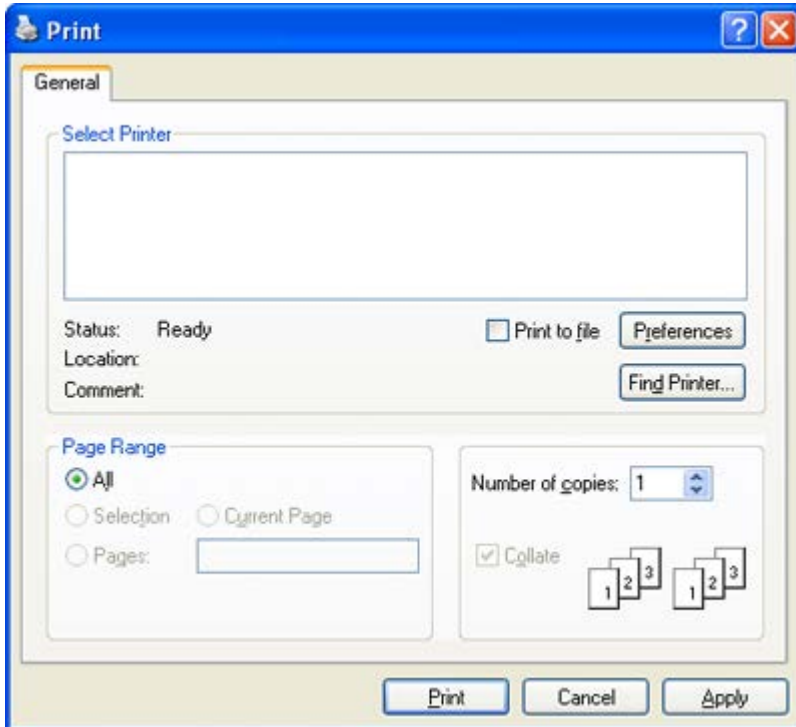 Print
General
Select Printer
Status: Ready
Print to file
Preferences
Location:
Comment:
Find Printer...
Page Range
All
Selection
Current Page
Pages:
Number of copies: 1
Collate
1 2 3 1 2 3
Print
Cancel
Apply